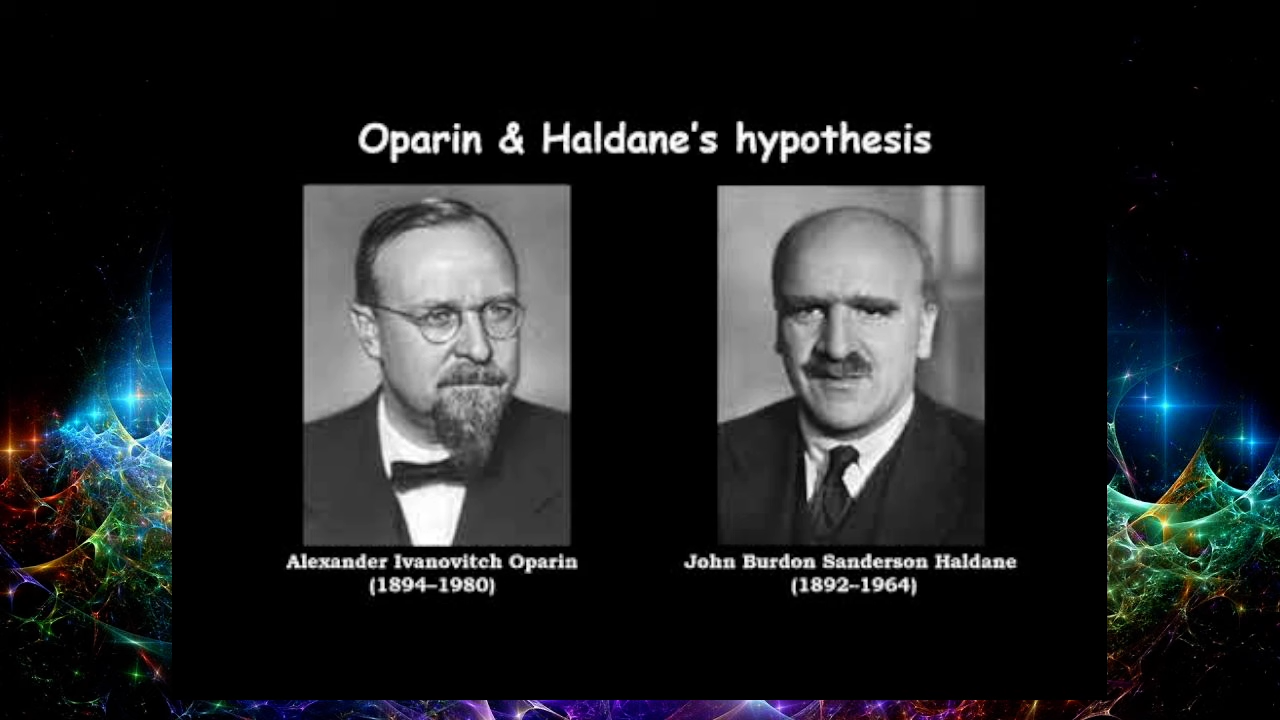 Oparin & Haldane's hypothesis
Alexander Ivanovitch Oparin
(1894–1980)
John Burdon Sanderson Haldane
(1892–1964)